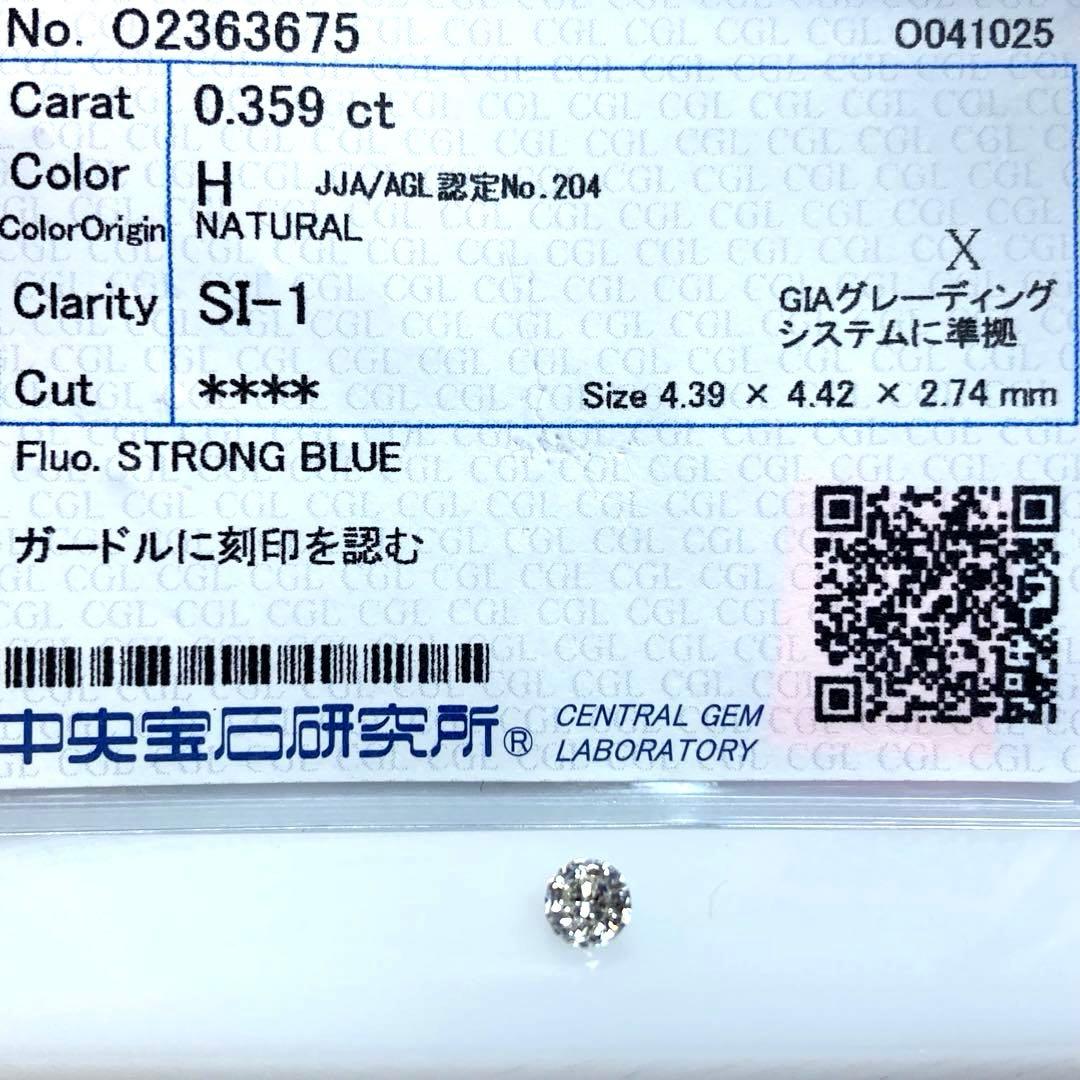 No. O2363675 O041025
Carat 0.359 ct
Color H JJA/AGL認定No.204
ColorOrigin NATURAL
X
Clarity SI-1 GIAグレーディング
システムに準拠
Cut **** Size 4.39 × 4.42 × 2.74 mm
Fluo. STRONG BLUE
ガードルに刻印を認む
中央宝石研究所® CENTRAL GEM
LABORATORY